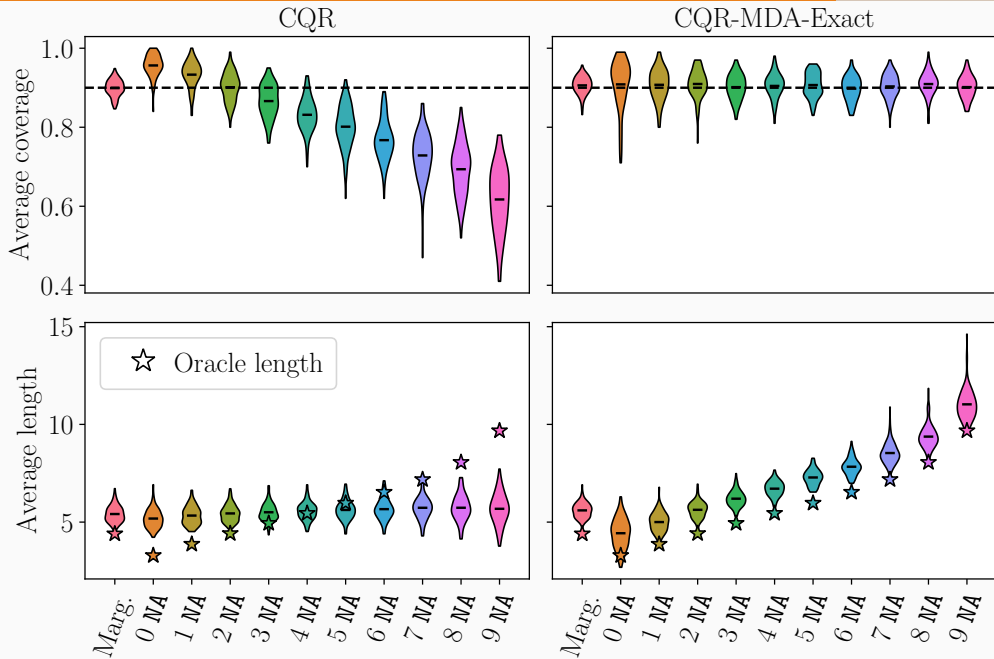 CQR
CQR-MDA-Exact
Average coverage
1.0
0.8
0.6
0.4
Average length
15
10
5
Oracle length
Marg.
0 NA
1 NA
2 NA
3 NA
4 NA
5 NA
6 NA
7 NA
8 NA
9 NA
Marg.
0 NA
1 NA
2 NA
3 NA
4 NA
5 NA
6 NA
7 NA
8 NA
9 NA